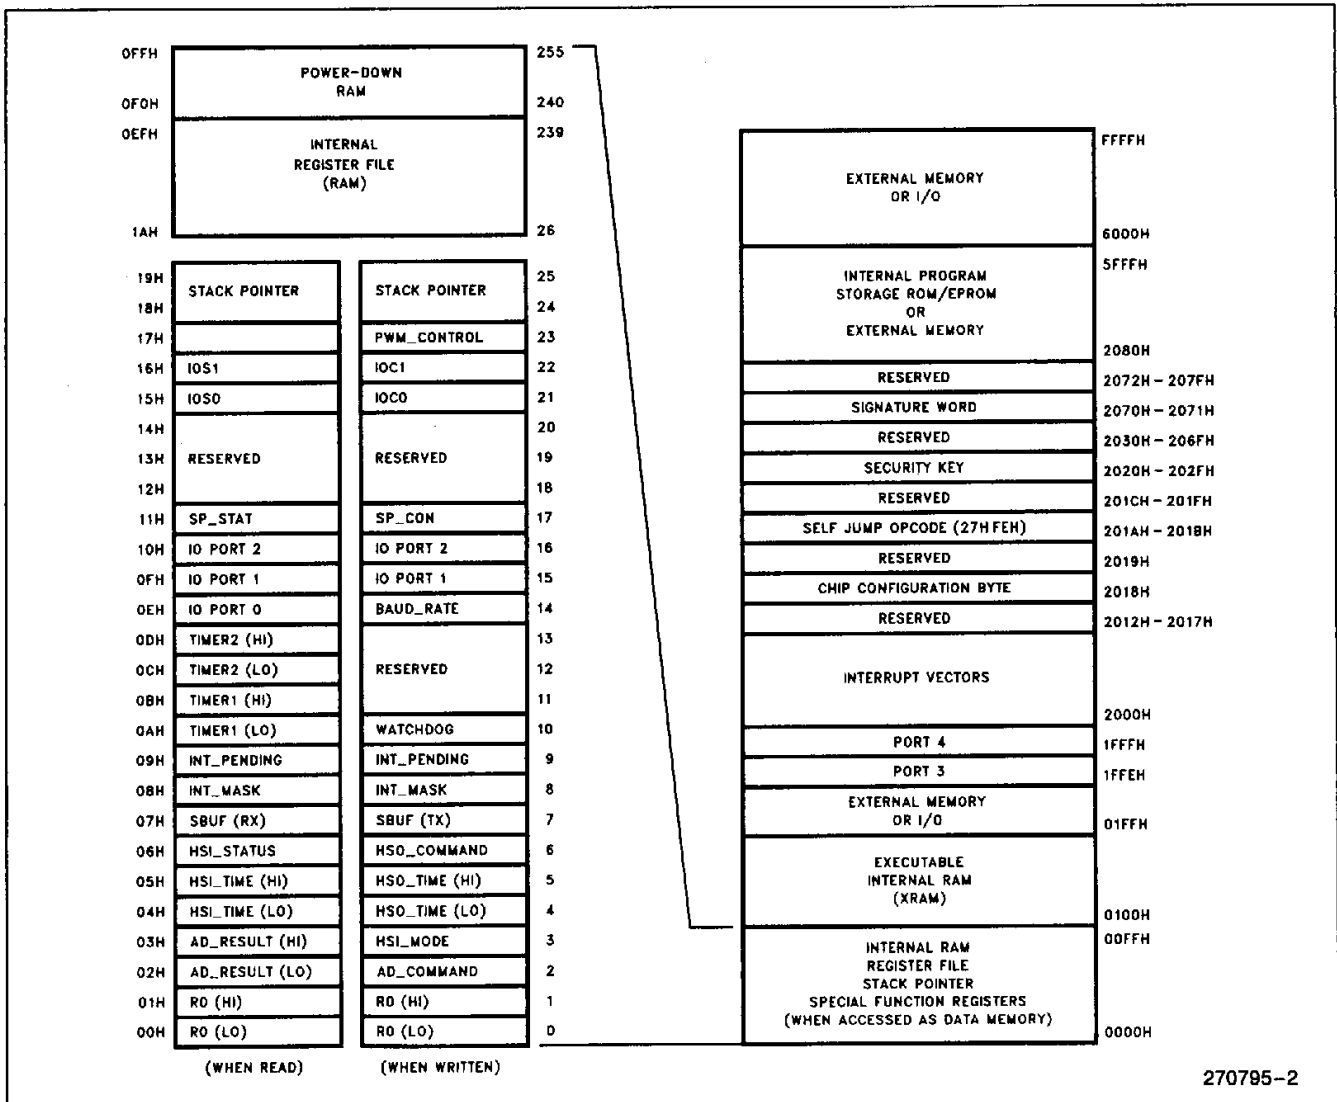 0FFH
POWER-DOWN
RAM
255
0F0H
240
0EFH
INTERNAL
REGISTER FILE
(RAM)
239
1AH
26
19H
STACK POINTER
STACK POINTER
25
18H
24
17H
PWM_CONTROL
23
16H
IOS1
IOC1
22
15H
IOS0
IOC0
21
14H
20
13H
RESERVED
RESERVED
19
12H
18
11H
SP_STAT
SP_CON
17
10H
IO PORT 2
IO PORT 2
16
0FH
IO PORT 1
IO PORT 1
15
0EH
IO PORT 0
BAUD_RATE
14
0DH
TIMER2 (HI)
13
0CH
TIMER2 (LO)
RESERVED
12
0BH
TIMER1 (HI)
11
0AH
TIMER1 (LO)
WATCHDOG
10
09H
INT_PENDING
INT_PENDING
9
08H
INT_MASK
INT_MASK
8
07H
SBUF (RX)
SBUF (TX)
7
06H
HSI_STATUS
HSO_COMMAND
6
05H
HSI_TIME (HI)
HSO_TIME (HI)
5
04H
HSI_TIME (LO)
HSO_TIME (LO)
4
03H
AD_RESULT (HI)
HSI_MODE
3
02H
AD_RESULT (LO)
AD_COMMAND
2
01H
R0 (HI)
R0 (HI)
1
00H
R0 (LO)
R0 (LO)
0
(WHEN READ)
(WHEN WRITTEN)
FFFFH
EXTERNAL MEMORY
OR I/O
6000H
5FFFH
INTERNAL PROGRAM
STORAGE ROM/EPROM
OR
EXTERNAL MEMORY
2080H
RESERVED
2072H - 207FH
SIGNATURE WORD
2070H - 2071H
RESERVED
2030H - 206FH
SECURITY KEY
2020H - 202FH
RESERVED
201CH - 201FH
SELF JUMP OPCODE (27H FEH)
201AH - 201BH
RESERVED
2019H
CHIP CONFIGURATION BYTE
2018H
RESERVED
2012H - 2017H
INTERRUPT VECTORS
2000H
PORT 4
1FFFH
PORT 3
1FFEH
EXTERNAL MEMORY
OR I/O
01FFH
EXECUTABLE
INTERNAL RAM
(XRAM)
0100H
00FFH
INTERNAL RAM
REGISTER FILE
STACK POINTER
SPECIAL FUNCTION REGISTERS
(WHEN ACCESSED AS DATA MEMORY)
0000H
270795-2